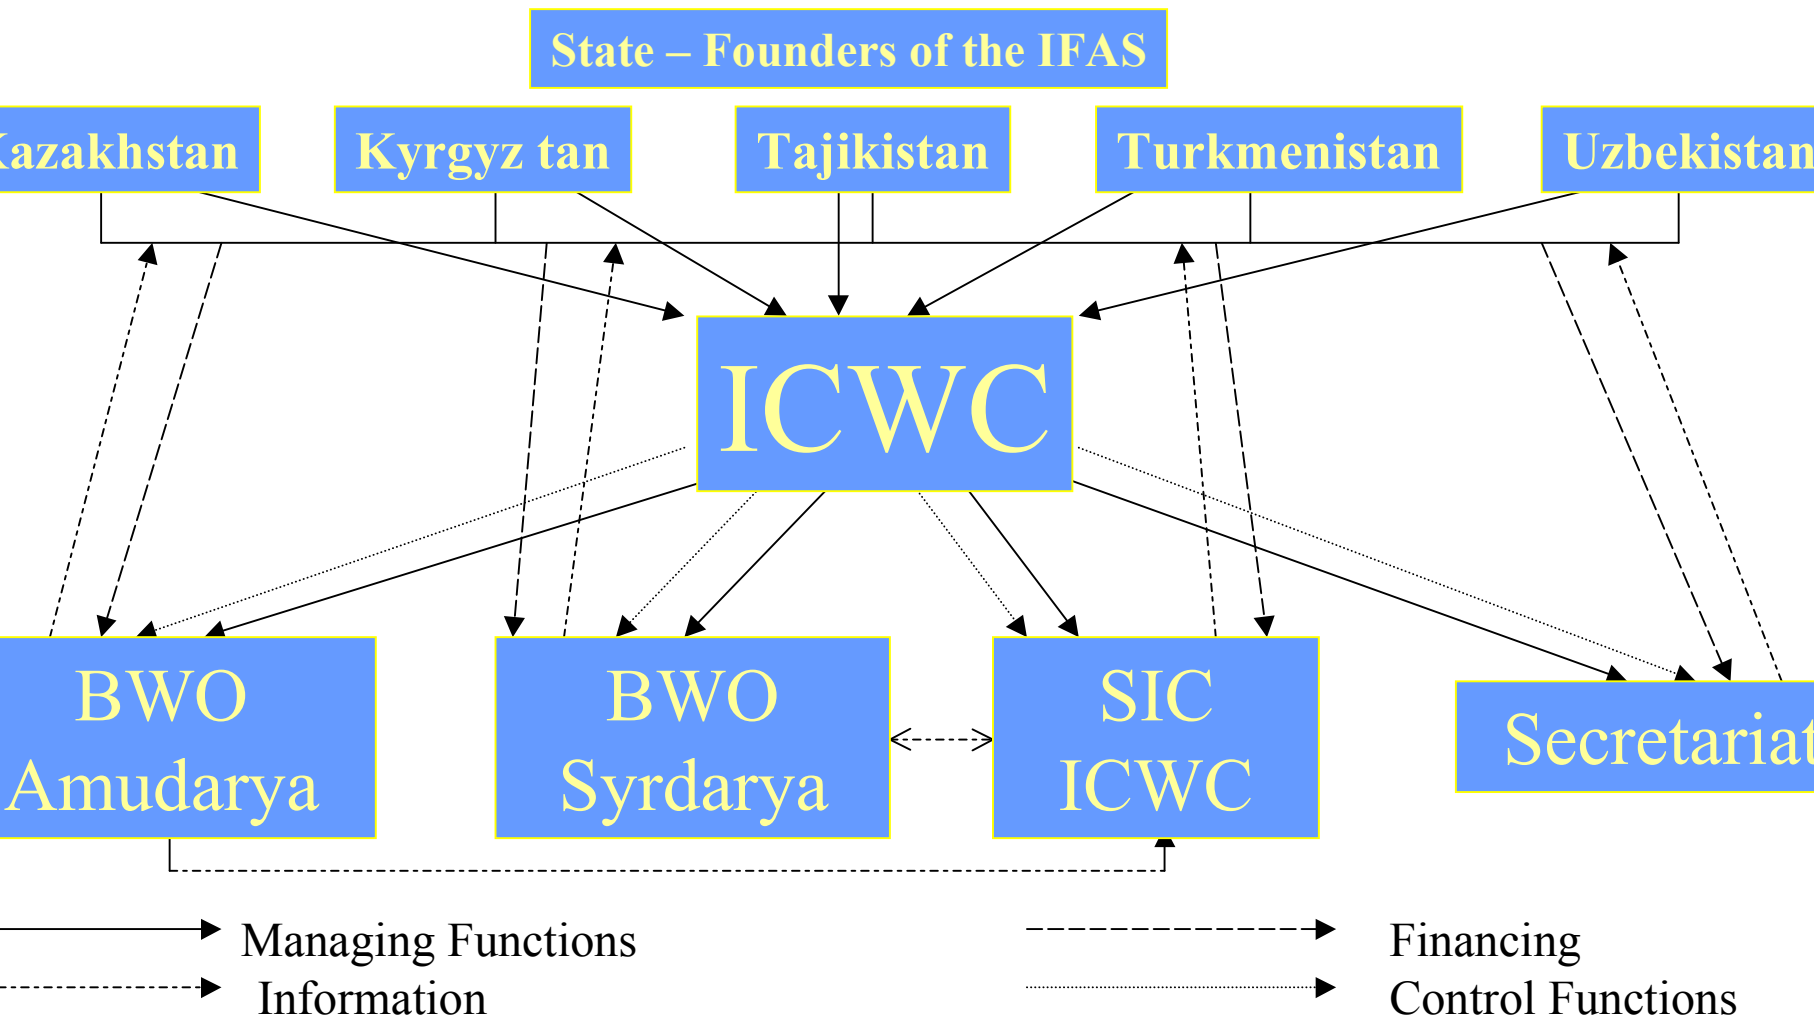 State – Founders of the IFAS
Kazakhstan Kyrgyz tan Tajikistan Turkmenistan Uzbekistan
ICWC
BWO
Amudarya
BWO
Syrdarya
SIC
ICWC
Secretariat
Managing Functions
Financing
Information
Control Functions